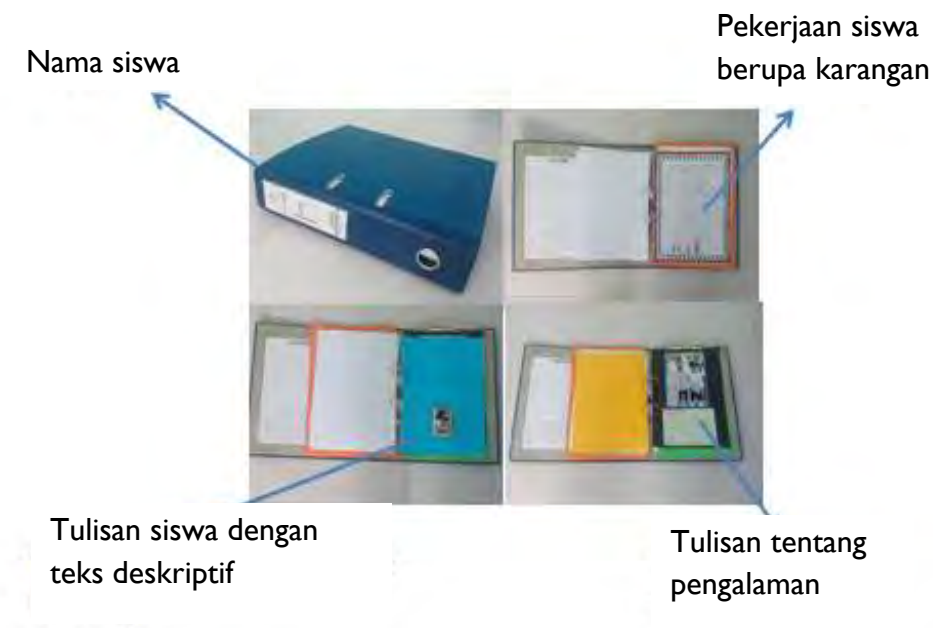 Pekerjaan siswa
berupa karangan
Nama siswa
Tulisan siswa dengan
teks deskriptif
Tulisan tentang
pengalaman